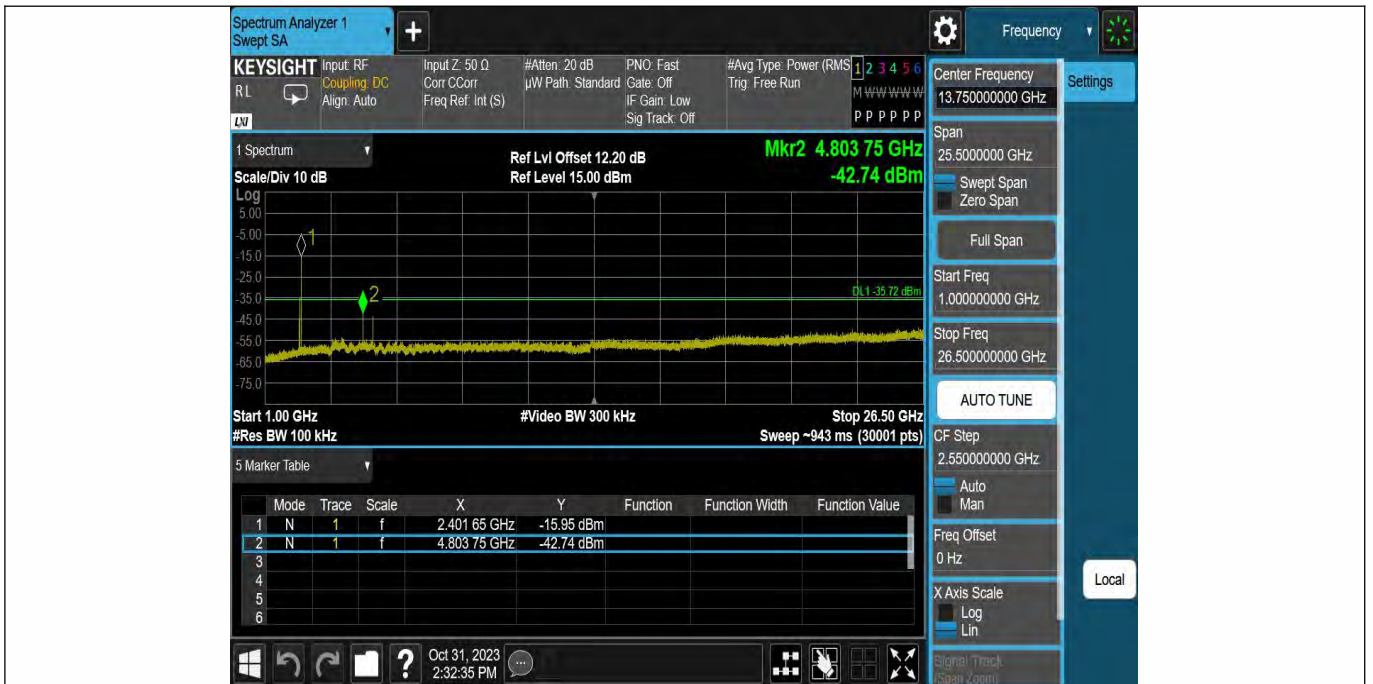 Spectrum Analyzer 1
Swept SA
+
Frequency
KEYSIGHT
RL
LXI
Input: RF
Coupling: DC
Align: Auto
Input Z: 50 Ω
Corr CCorr
Freq Ref: Int (S)
#Atten: 20 dB
µW Path: Standard
PNO: Fast
Gate: Off
IF Gain: Low
Sig Track: Off
#Avg Type: Power (RMS
Trig: Free Run
1 2 3 4 5 6
M W W W W W
P P P P P P
1 Spectrum
Scale/Div 10 dB
Ref Lvl Offset 12.20 dB
Ref Level 15.00 dBm
Mkr2 4.803 75 GHz
-42.74 dBm
Log
5.00
-5.00
-15.0
-25.0
-35.0
-45.0
-55.0
-65.0
-75.0
1
2
DL1 -35.72 dBm
Start 1.00 GHz
#Res BW 100 kHz
#Video BW 300 kHz
Stop 26.50 GHz
Sweep ~943 ms (30001 pts)
5 Marker Table
Mode Trace Scale X Y Function Function Width Function Value
1 N 1 f 2.401 65 GHz -15.95 dBm
2 N 1 f 4.803 75 GHz -42.74 dBm
3
4
5
6
Oct 31, 2023
2:32:35 PM
?
Center Frequency
13.750000000 GHz
Settings
Span
25.5000000 GHz
Swept Span
Zero Span
Full Span
Start Freq
1.000000000 GHz
Stop Freq
26.500000000 GHz
AUTO TUNE
CF Step
2.550000000 GHz
Auto
Man
Freq Offset
0 Hz
X Axis Scale
Log
Lin
Local
Signal Track
(Span Zoom)